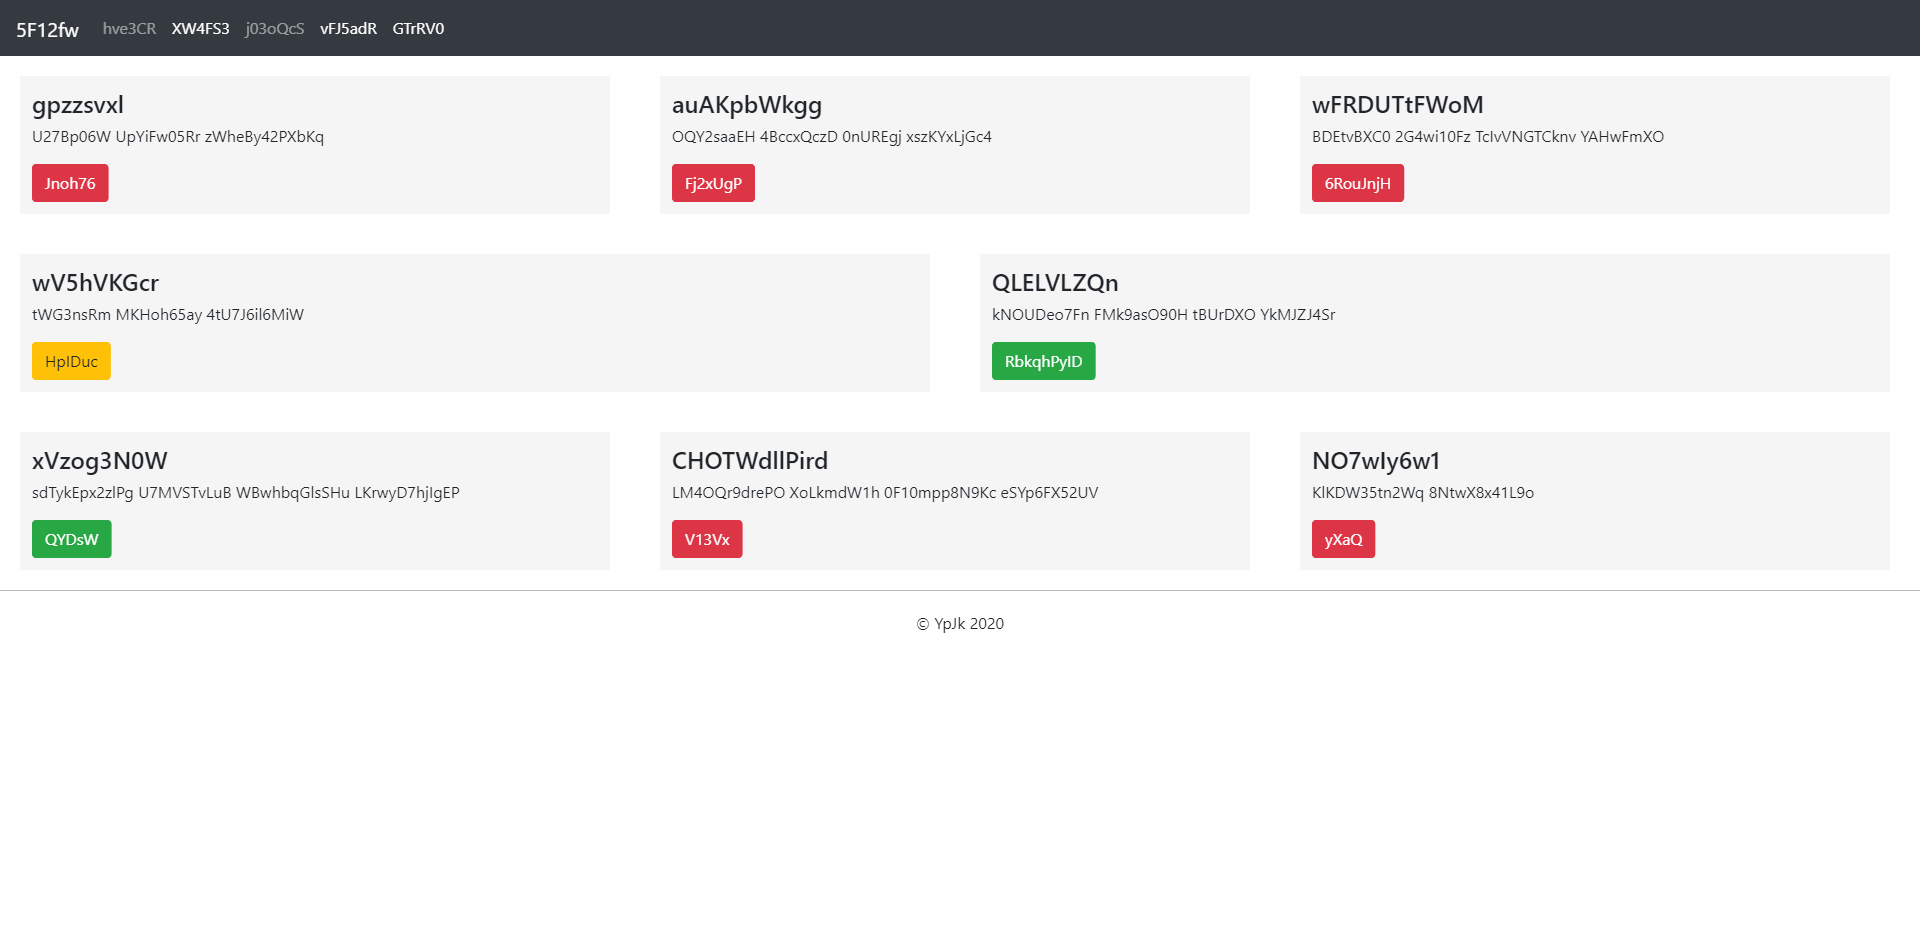 5F12fw hve3CR XW4FS3 j03oQcS vFJ5adR GTrRV0
gpzzsvxl
U27Bp06W UpYiFw05Rr zWheBy42PXbKq
Jnoh76
auAKpbWkgg
OQY2saaEH 4BccxQczD 0nUREgj xszKYxLjGc4
Fj2xUgP
wFRDUTtFWoM
BDEtvBXC0 2G4wi10Fz TcIvVNGTCknv YAHwFmXO
6RouJnjH
wV5hVKGcr
tWG3nsRm MKHoh65ay 4tU7J6il6MiW
HpIDuc
QLELVLZQn
kNOUDeo7Fn FMk9asO90H tBUrDXO YkMJZJ4Sr
RbkqhPyID
xVzog3N0W
sdTykEpx2zlPg U7MVSTvLuB WBwhbqGlsSHu LKrwyD7hjIgEP
QYDsW
CHOTWdllPird
LM4OQr9drePO XoLkmdW1h 0F10mpp8N9Kc eSYp6FX52UV
V13Vx
NO7wIy6w1
KlKDW35tn2Wq 8NtwX8x41L9o
yXaQ
© YpJk 2020